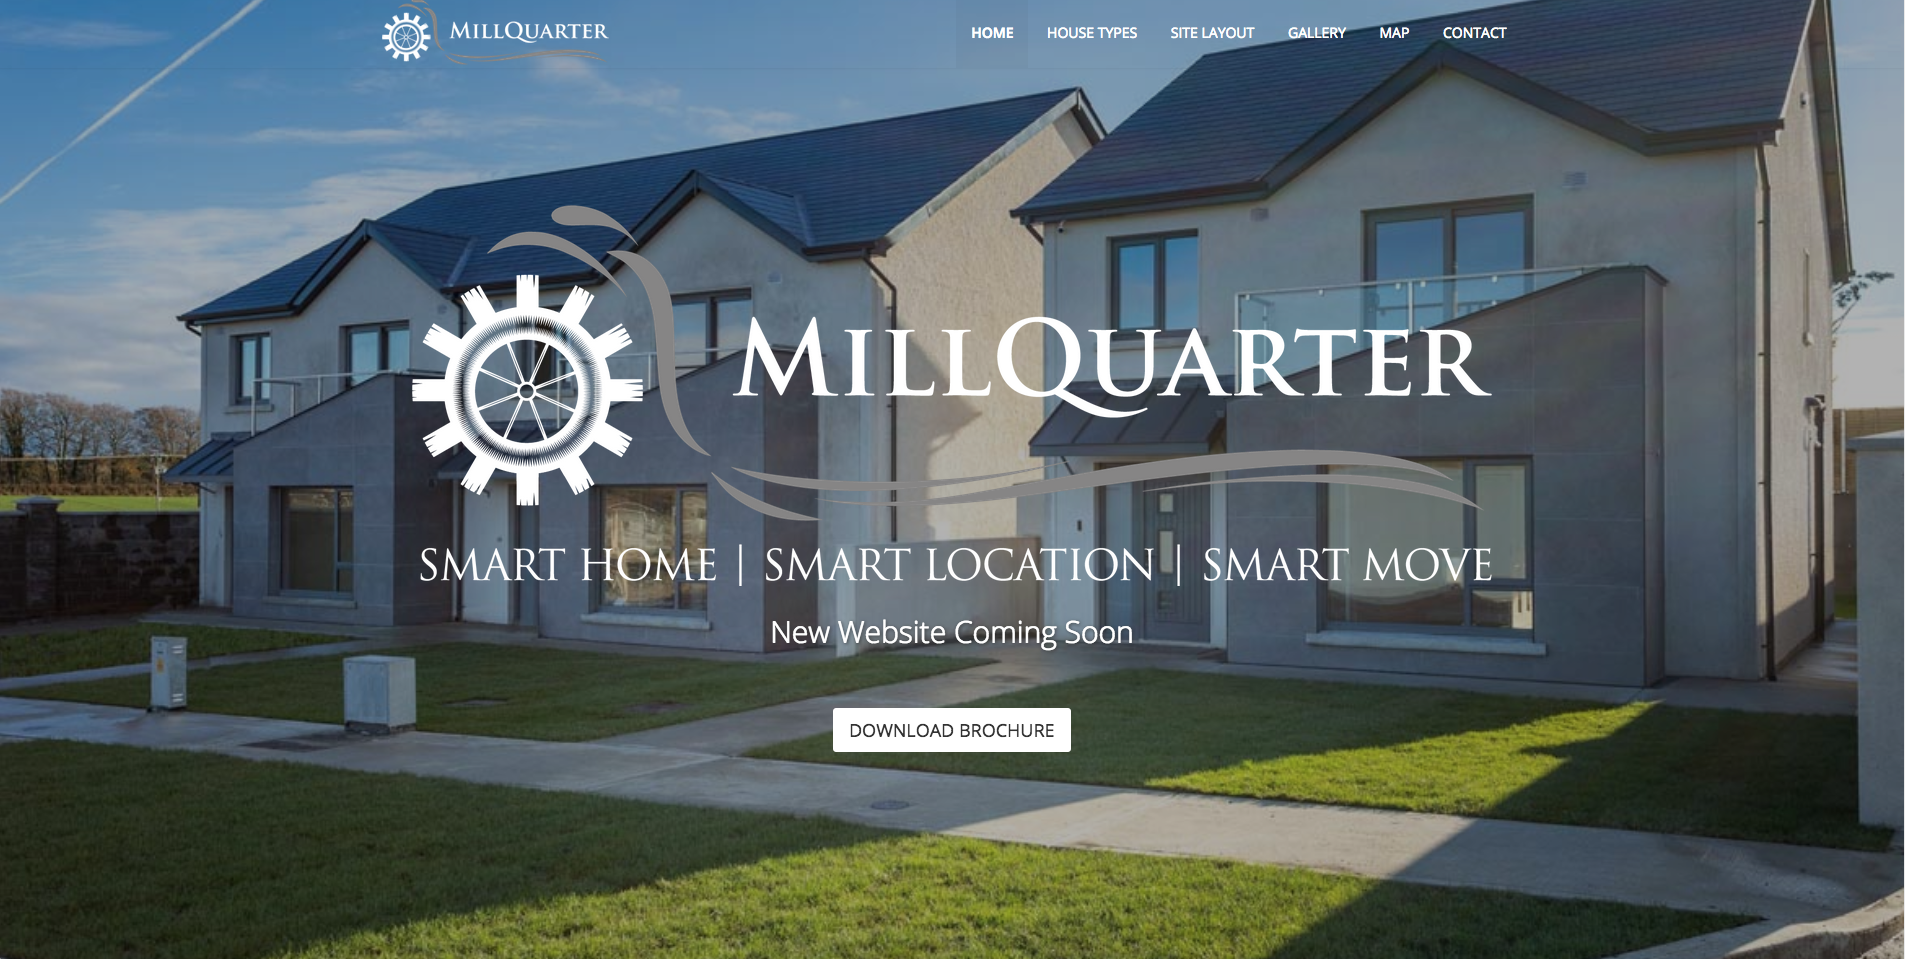 MILLQUARTER
HOME HOUSE TYPES SITE LAYOUT GALLERY MAP CONTACT
MILLQUARTER
SMART HOME | SMART LOCATION | SMART MOVE
New Website Coming Soon
DOWNLOAD BROCHURE